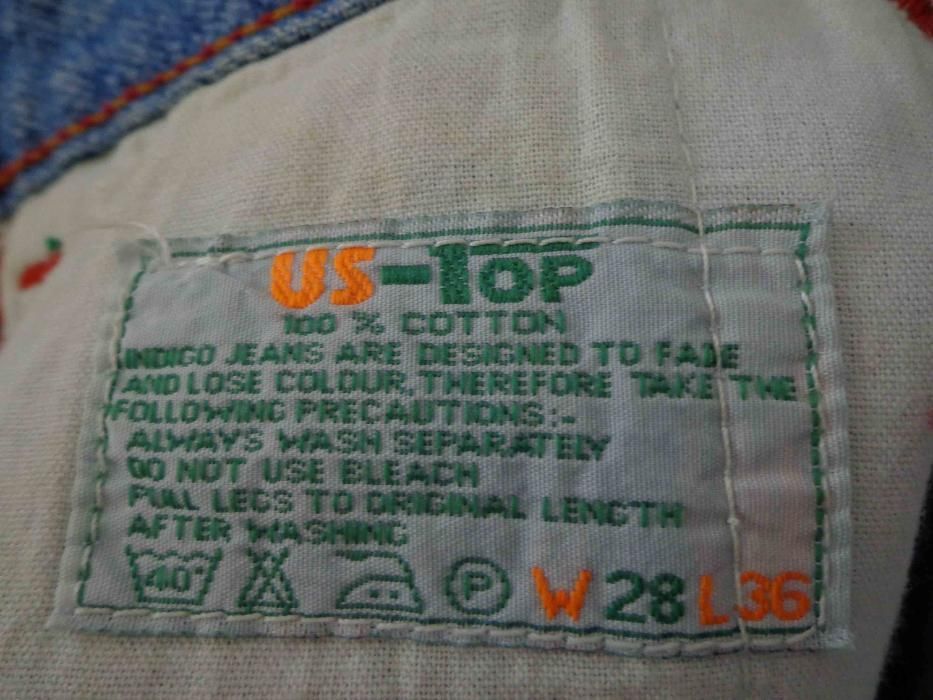 US-TOP
100 % COTTON
INDIGO JEANS ARE DESIGNED TO FADE
AND LOSE COLOUR, THEREFORE TAKE THE
FOLLOWING PRECAUTIONS:-
ALWAYS WASH SEPARATELY
DO NOT USE BLEACH
PULL LEGS TO ORIGINAL LENGTH
AFTER WASHING
40° P W 28 L 36